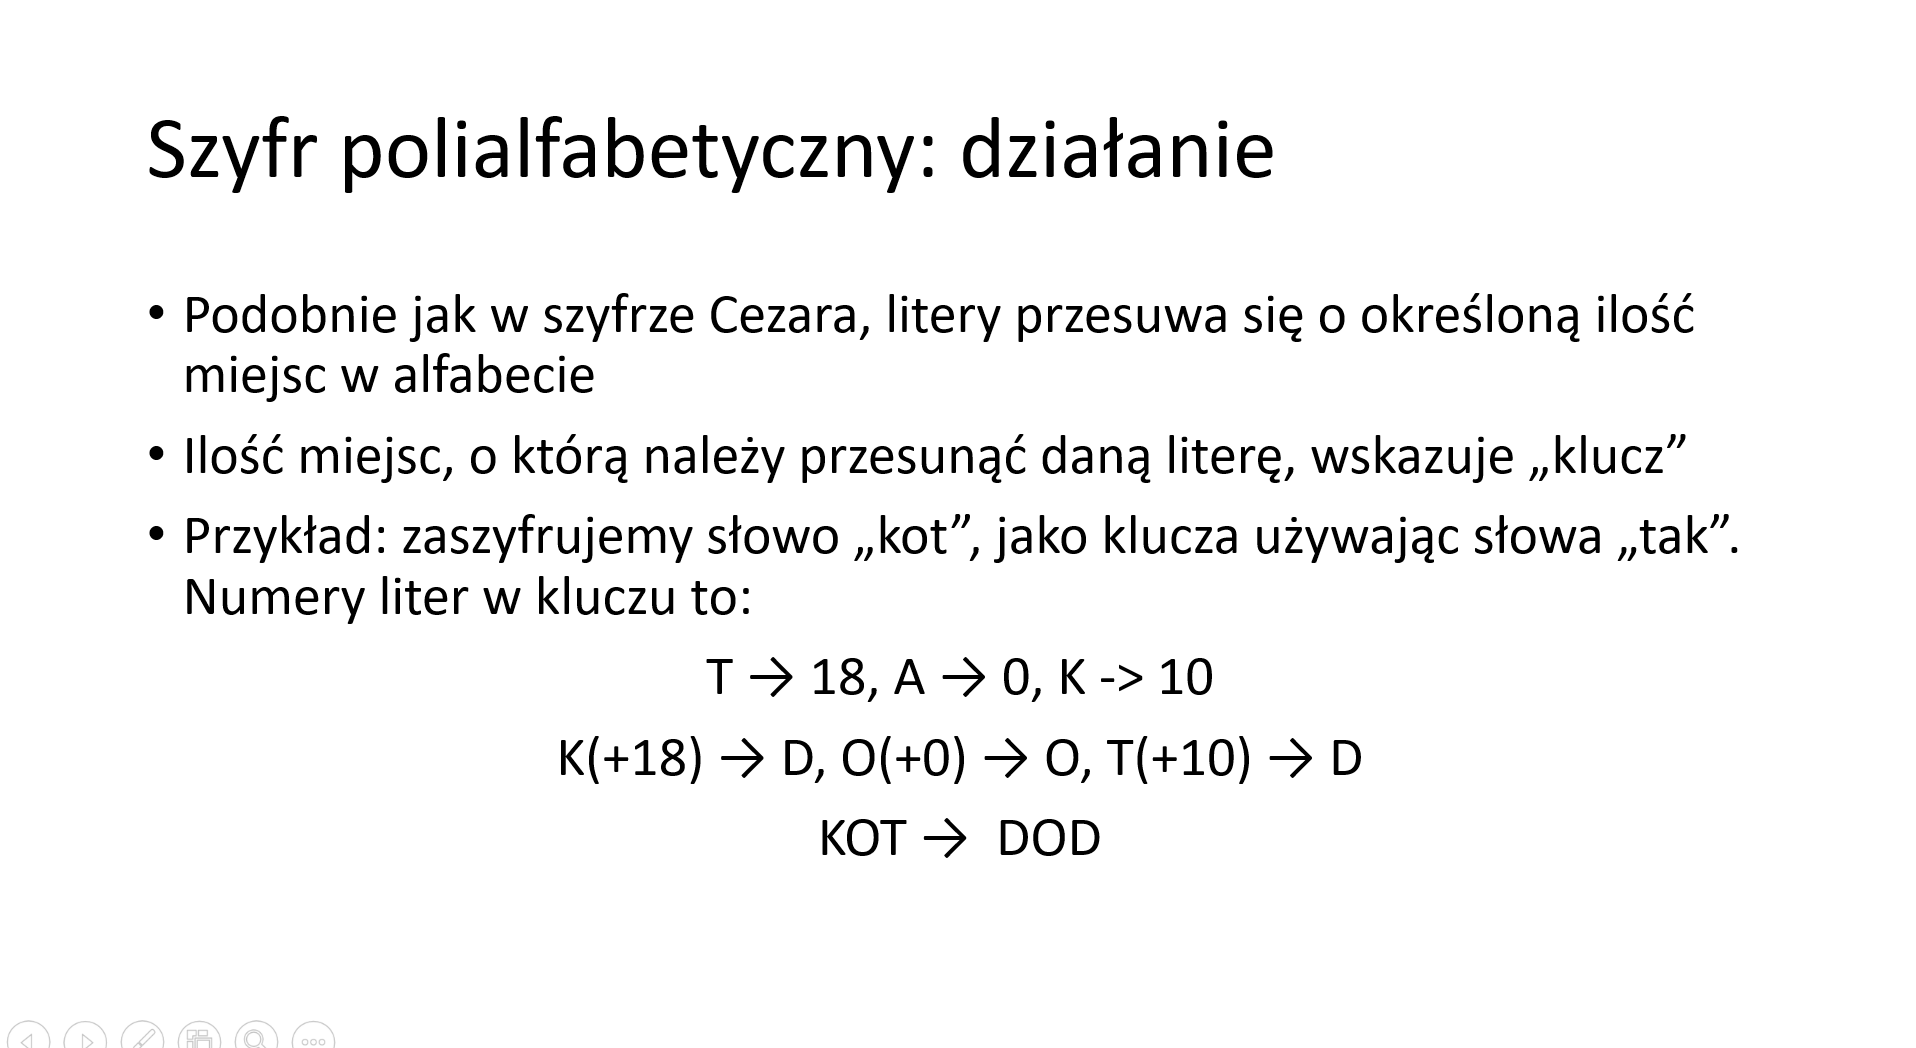 Szyfr polialfabetyczny: działanie
• Podobnie jak w szyfrze Cezara, litery przesuwa się o określoną ilość
miejsc w alfabecie
• Ilość miejsc, o którą należy przesunąć daną literę, wskazuje „klucz”
• Przykład: zaszyfrujemy słowo „kot”, jako klucza używając słowa „tak”.
Numery liter w kluczu to:
T → 18, A → 0, K -> 10
K(+18) → D, O(+0) → O, T(+10) → D
KOT → DOD